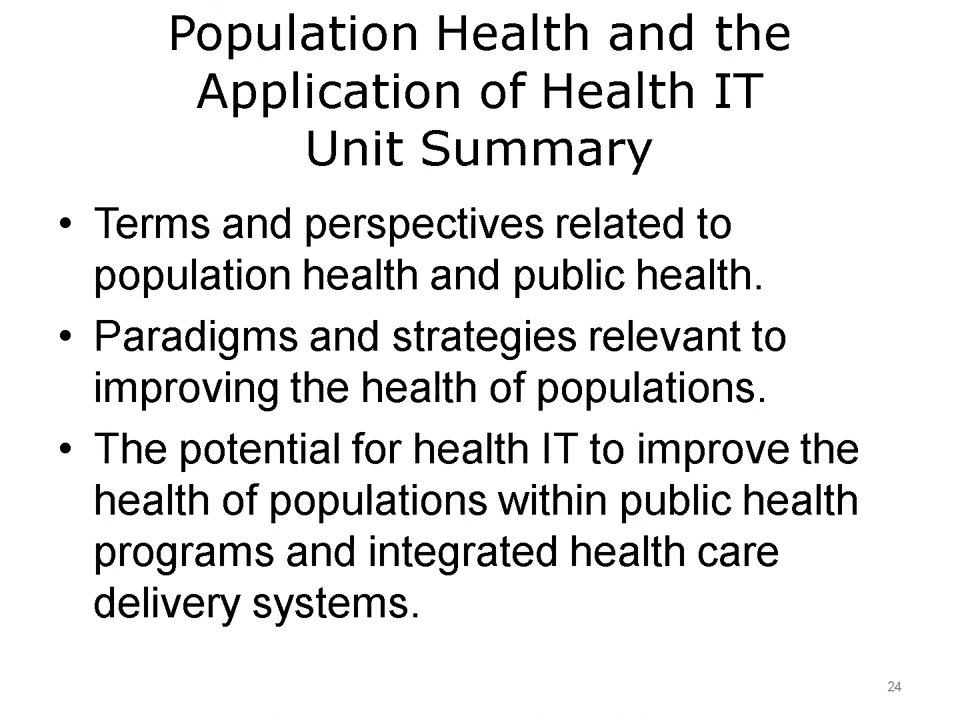 Population Health and the
Application of Health IT
Unit Summary
• Terms and perspectives related to
population health and public health.
• Paradigms and strategies relevant to
improving the health of populations.
• The potential for health IT to improve the
health of populations within public health
programs and integrated health care
delivery systems.
24